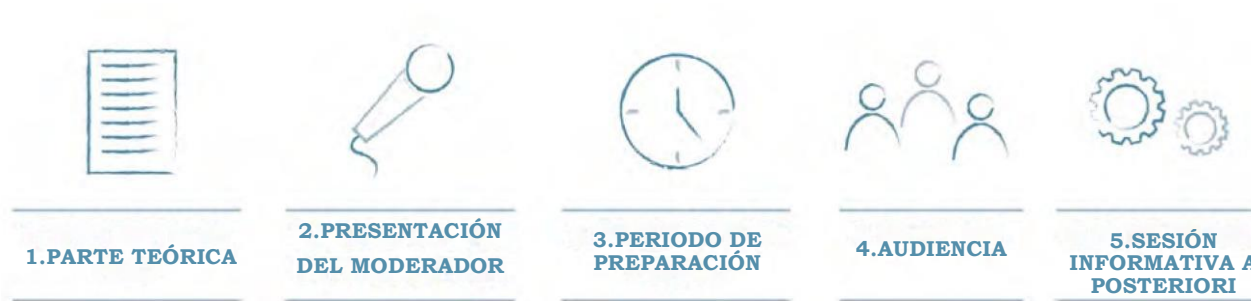 1.PARTE TEÓRICA
2.PRESENTACIÓN
DEL MODERADOR
3.PERIODO DE
PREPARACIÓN
4.AUDIENCIA
5.SESIÓN
INFORMATIVA A
POSTERIORI